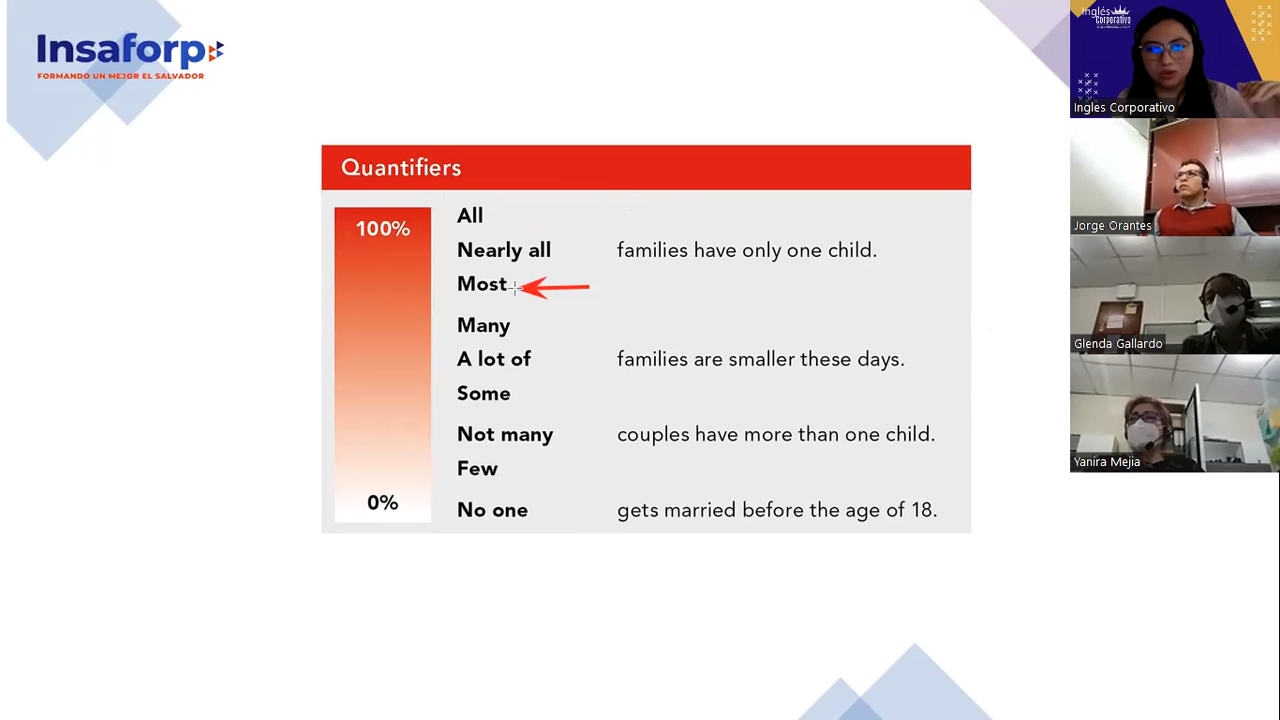 Insaforp
FORMANDO UN MEJOR EL SALVADOR
Quantifiers
100%
All
Nearly all families have only one child.
Most
Many
A lot of families are smaller these days.
Some
Not many couples have more than one child.
Few
0%
No one gets married before the age of 18.
Inglés
Corporativo
Ingles Corporativo
Jorge Orantes
Glenda Gallardo
Yanira Mejia